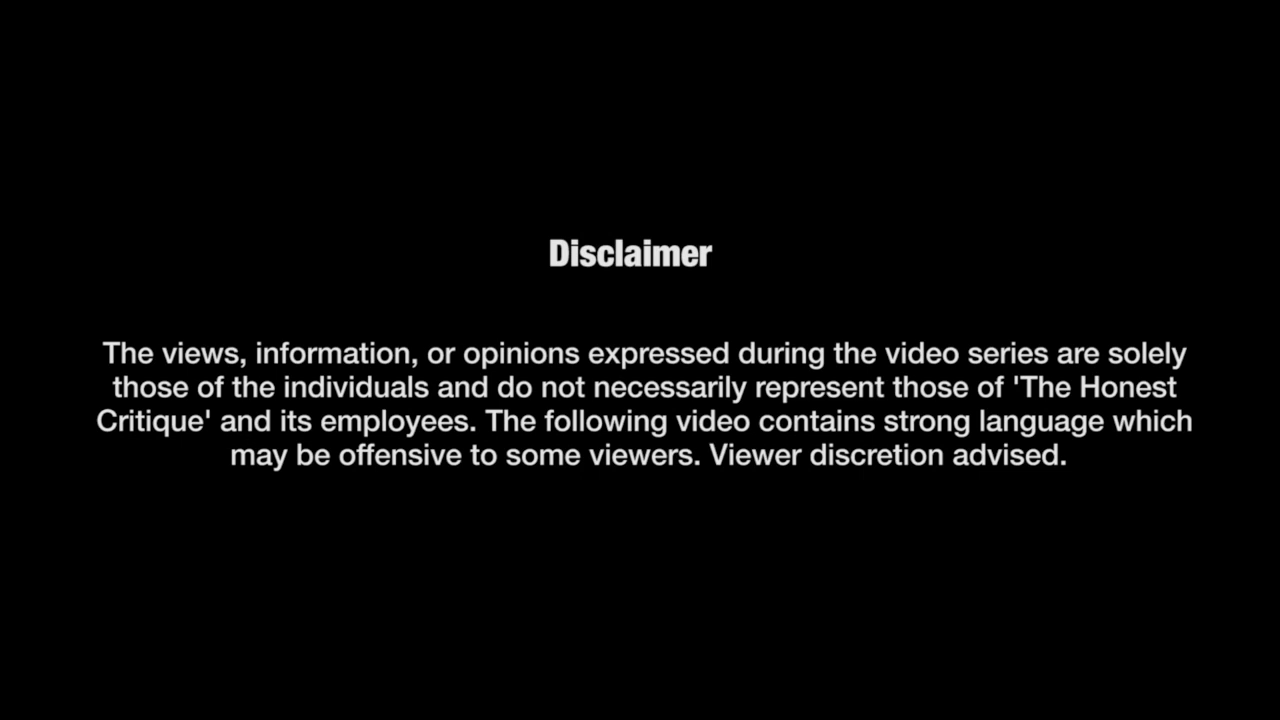 Disclaimer
The views, information, or opinions expressed during the video series are solely
those of the individuals and do not necessarily represent those of 'The Honest
Critique' and its employees. The following video contains strong language which
may be offensive to some viewers. Viewer discretion advised.